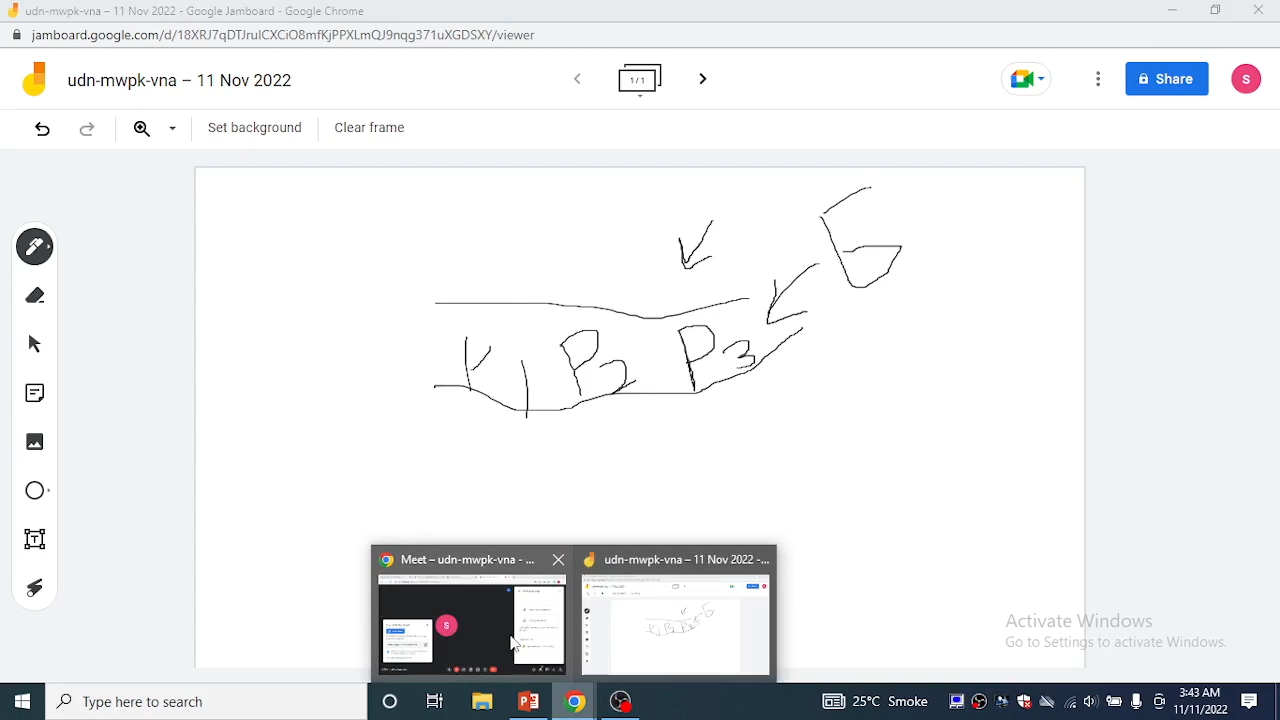 udn-mwpk-vna – 11 Nov 2022 - Google Jamboard - Google Chrome
jamboard.google.com/d/18XRJ7qDTJruICXCiO8mfKjPPXLmQJ9nqg371uXGDSXY/viewer
udn-mwpk-vna – 11 Nov 2022
1 / 1
Share
S
Set background
Clear frame
P2 P3
Meet – udn-mwpk-vna - ...
udn-mwpk-vna – 11 Nov 2022 -...
S
Activate Windows
Go to Settings to activate Windows.
Type here to search
25°C Smoke
5:43 AM
11/11/2022